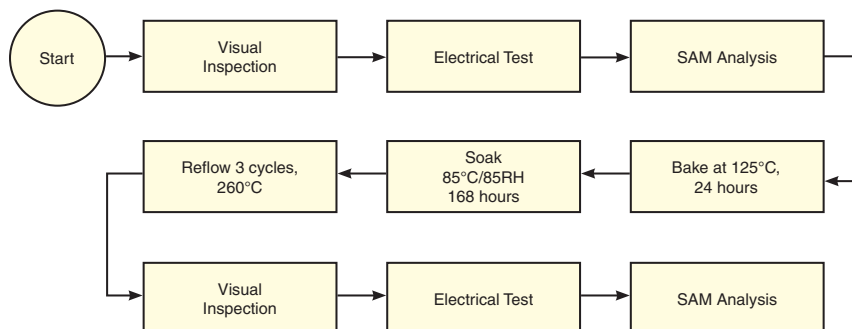 Start
Visual
Inspection
Electrical Test
SAM Analysis
Bake at 125°C,
24 hours
Soak
85°C/85RH
168 hours
Reflow 3 cycles,
260°C
Visual
Inspection
Electrical Test
SAM Analysis